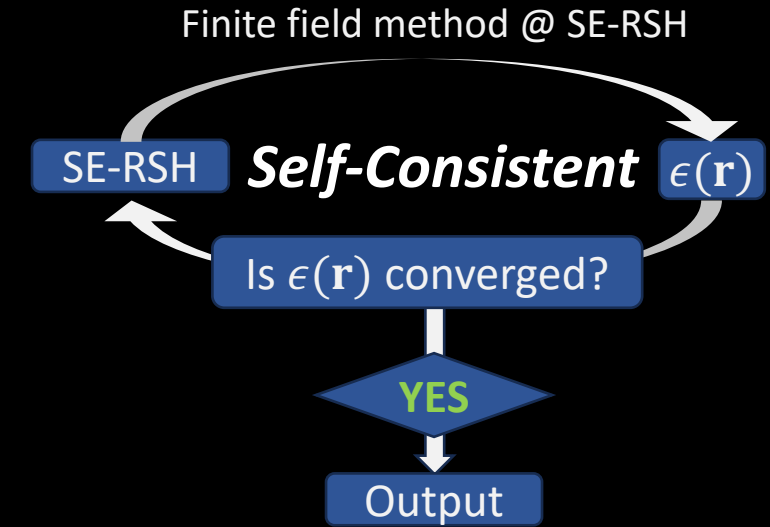 Finite field method @ SE-RSH
SE-RSH
Self-Consistent
ϵ(𝐫)
Is ϵ(𝐫) converged?
YES
Output